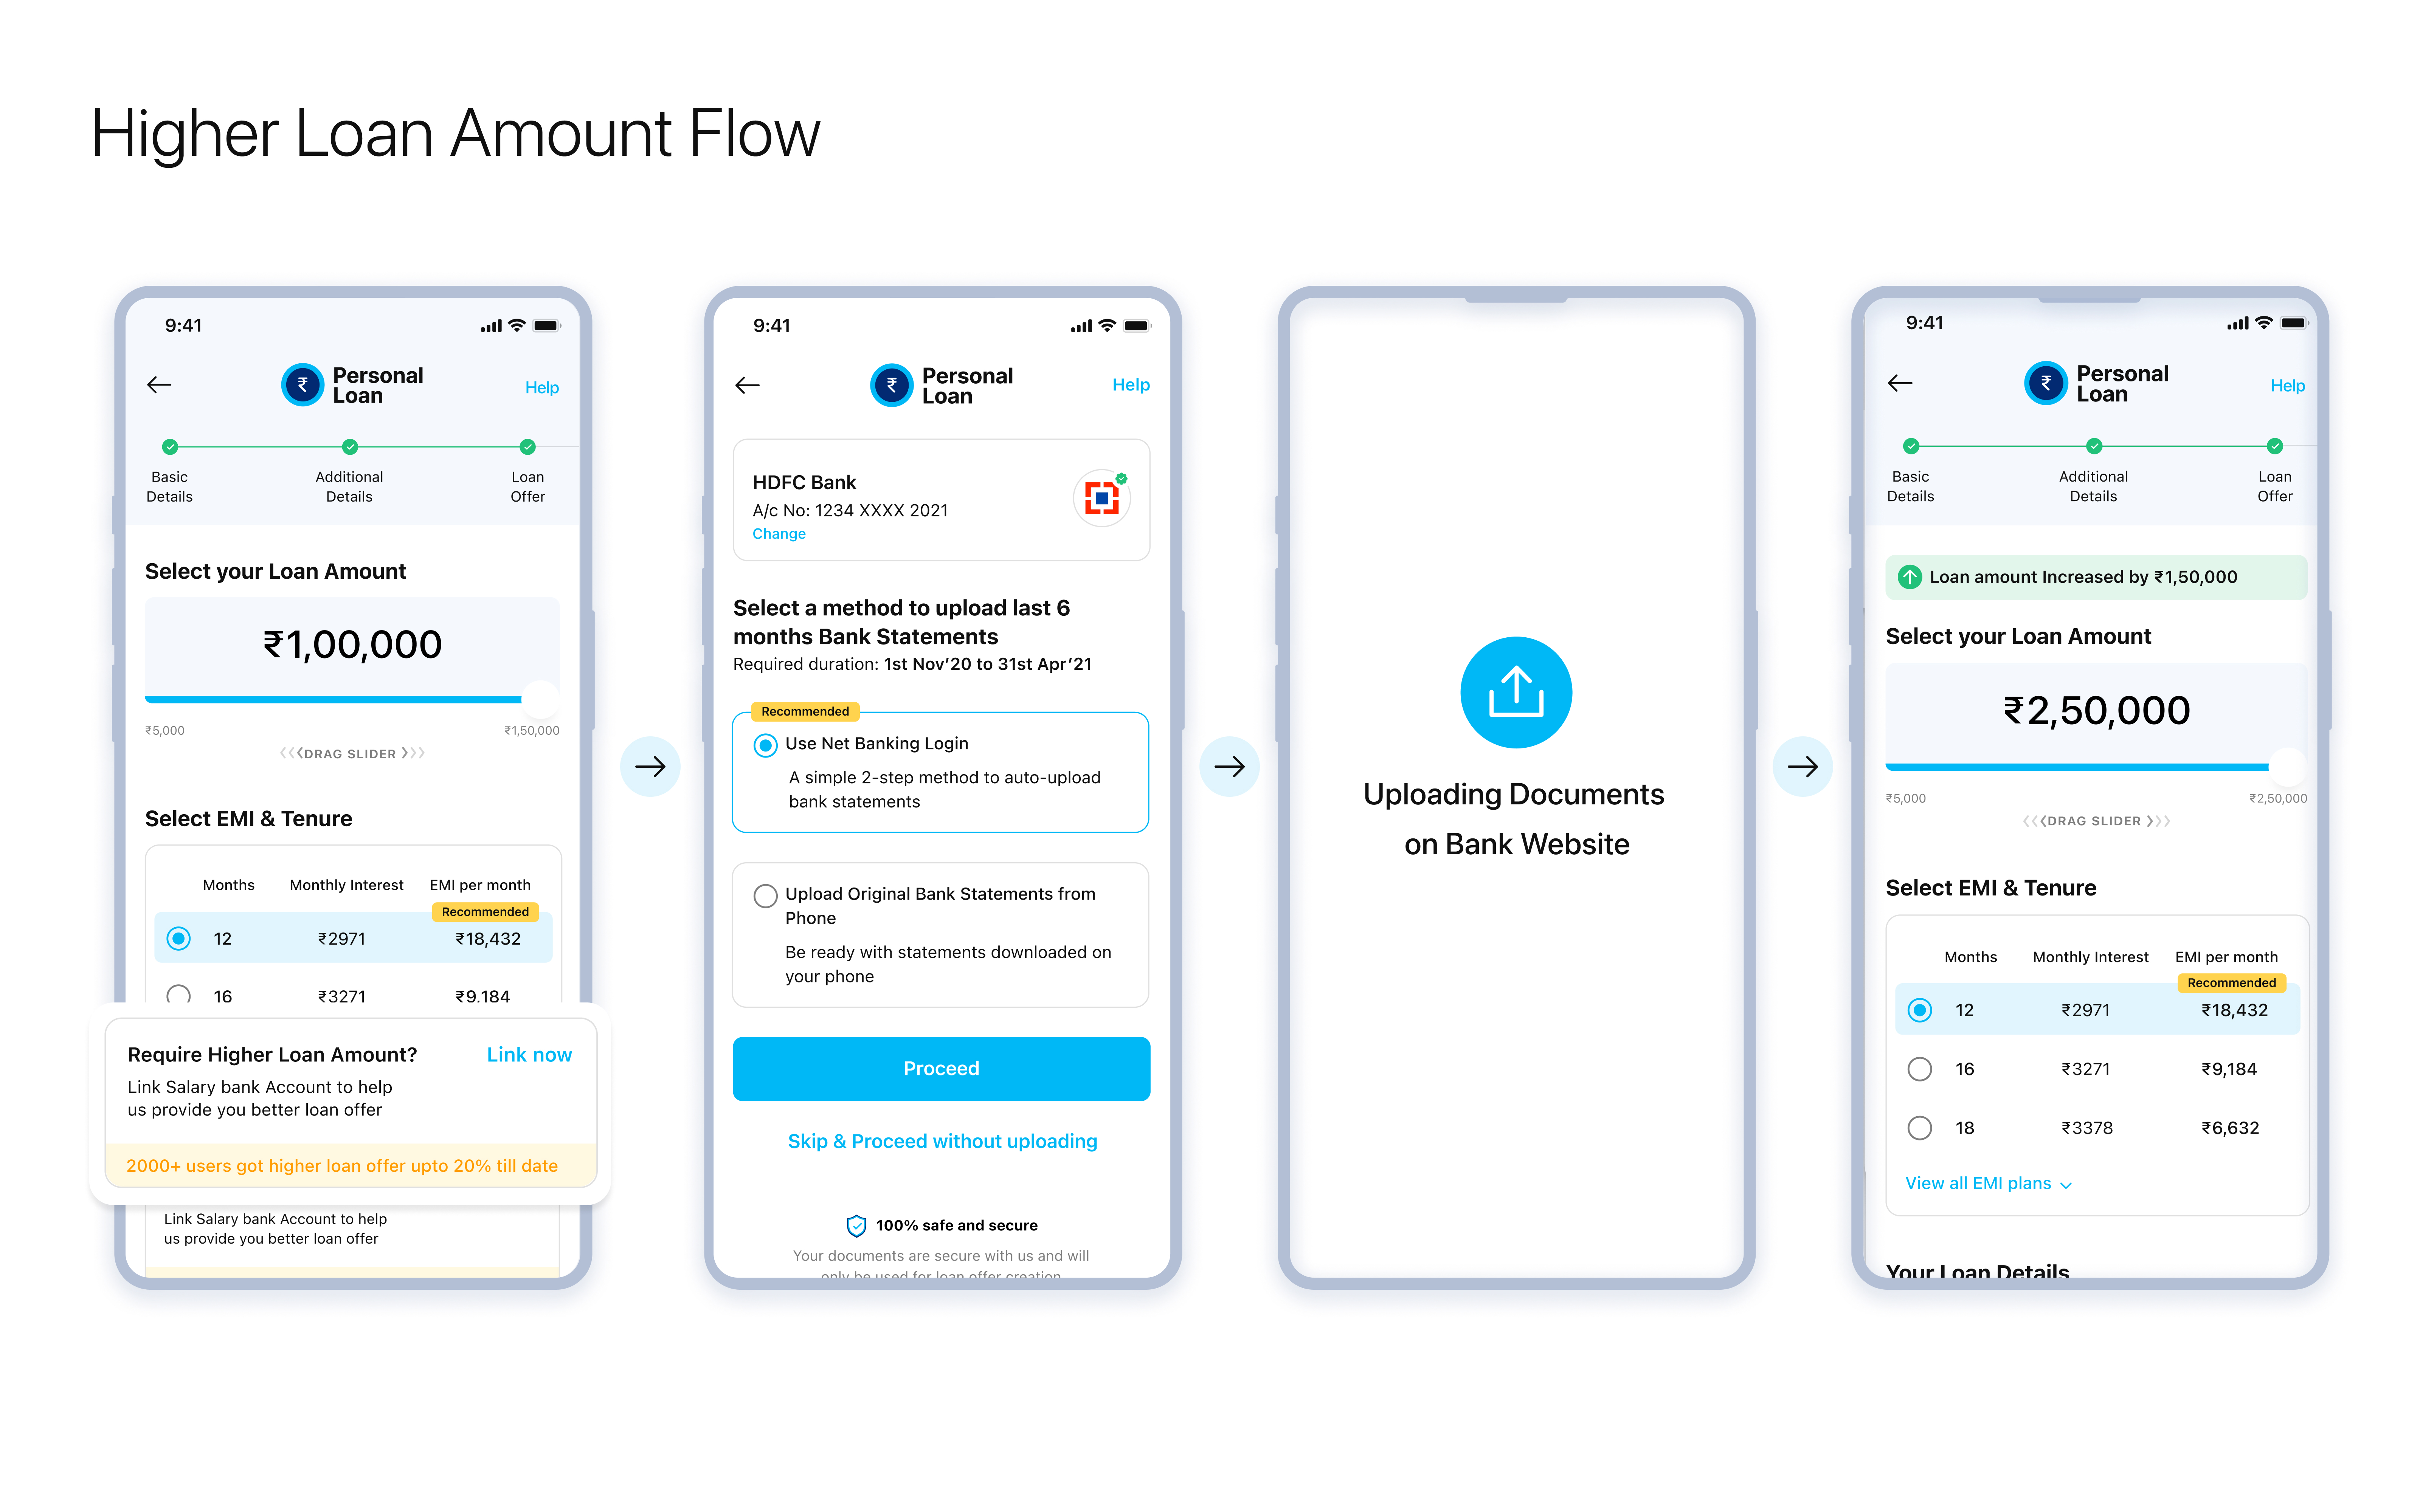 Higher Loan Amount Flow
9:41
₹
Personal
Loan
Help
Basic
Details
Additional
Details
Loan
Offer
Select your Loan Amount
₹1,00,000
₹5,000
₹1,50,000
DRAG SLIDER
Select EMI & Tenure
Months
Monthly Interest
EMI per month
Recommended
12
₹2971
₹18,432
16
₹3271
₹9,184
Require Higher Loan Amount?
Link now
Link Salary bank Account to help
us provide you better loan offer
2000+ users got higher loan offer upto 20% till date
Link Salary bank Account to help
us provide you better loan offer
9:41
₹
Personal
Loan
Help
HDFC Bank
A/c No: 1234 XXXX 2021
Change
Select a method to upload last 6
months Bank Statements
Required duration: 1st Nov’20 to 31st Apr’21
Recommended
Use Net Banking Login
A simple 2-step method to auto-upload
bank statements
Upload Original Bank Statements from
Phone
Be ready with statements downloaded on
your phone
Proceed
Skip & Proceed without uploading
100% safe and secure
Your documents are secure with us and will
only be used for loan offer creation
Uploading Documents
on Bank Website
9:41
₹
Personal
Loan
Help
Basic
Details
Additional
Details
Loan
Offer
Loan amount Increased by ₹1,50,000
Select your Loan Amount
₹2,50,000
₹5,000
₹2,50,000
DRAG SLIDER
Select EMI & Tenure
Months
Monthly Interest
EMI per month
Recommended
12
₹2971
₹18,432
16
₹3271
₹9,184
18
₹3378
₹6,632
View all EMI plans
Your Loan Details